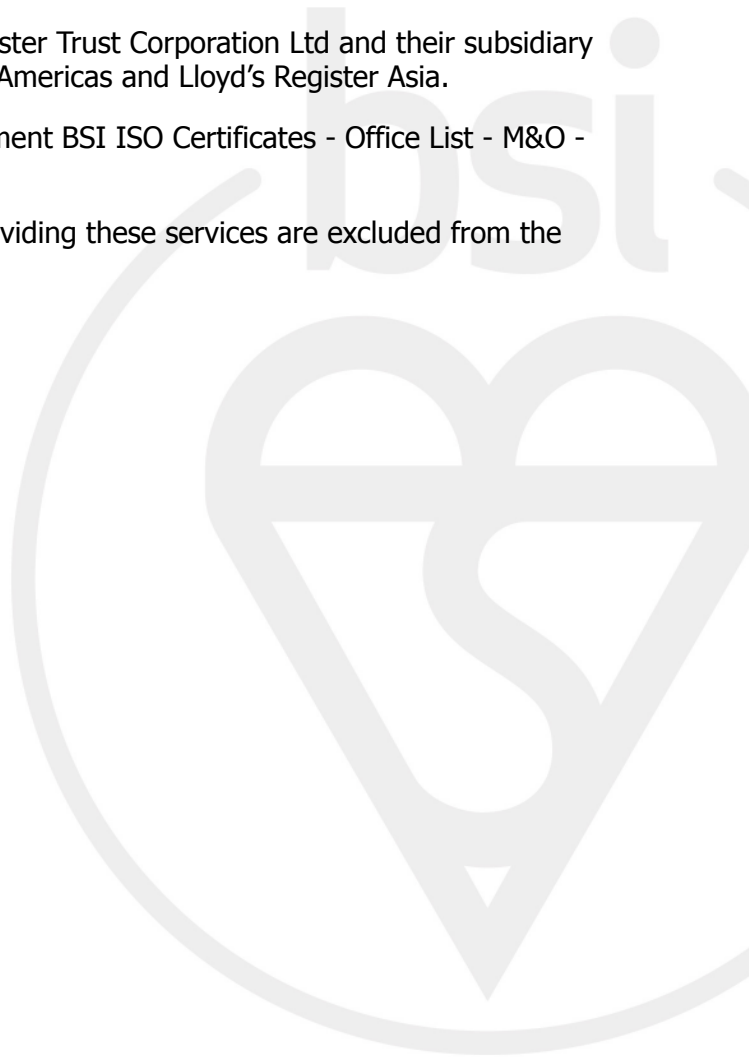 ster Trust Corporation Ltd and their subsidiary
Americas and Lloyd's Register Asia.
ment BSI ISO Certificates - Office List - M&O -
viding these services are excluded from the
bsi